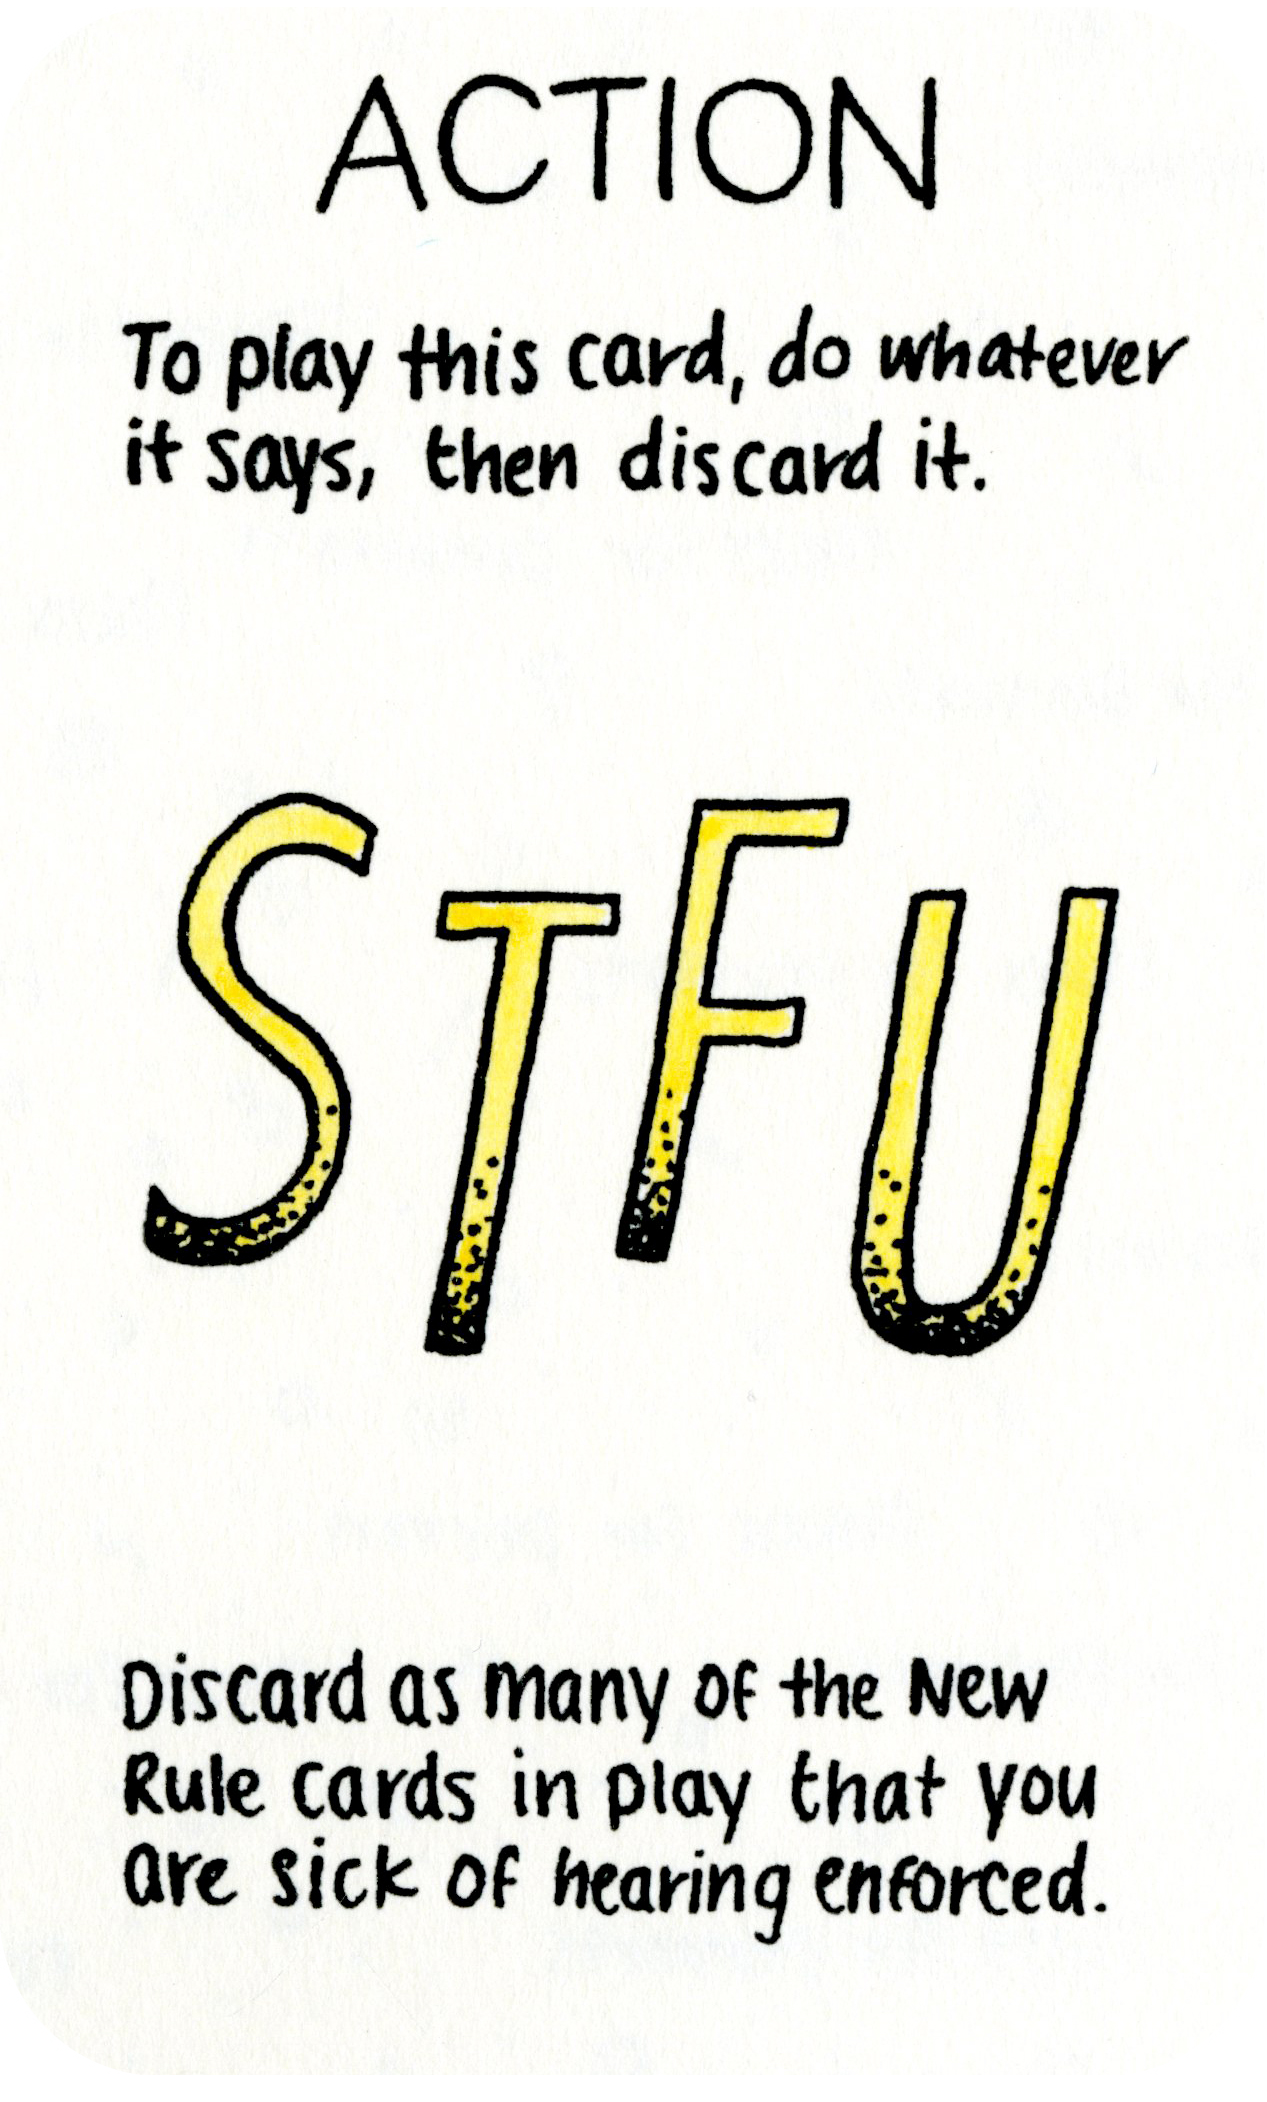 ACTION
To play this card, do whatever
it says, then discard it.
STFU
Discard as many of the New
Rule cards in play that you
are sick of hearing enforced.